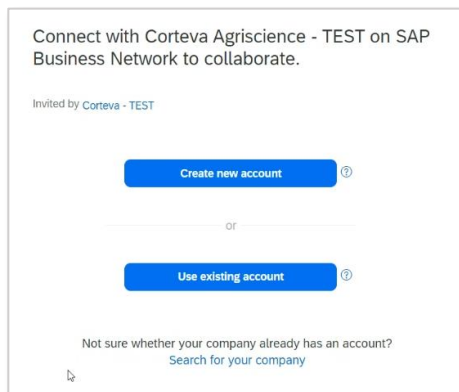 Connect with Corteva Agriscience - TEST on SAP
Business Network to collaborate.
Invited by Corteva - TEST
Create new account
?
or
Use existing account
?
Not sure whether your company already has an account?
Search for your company